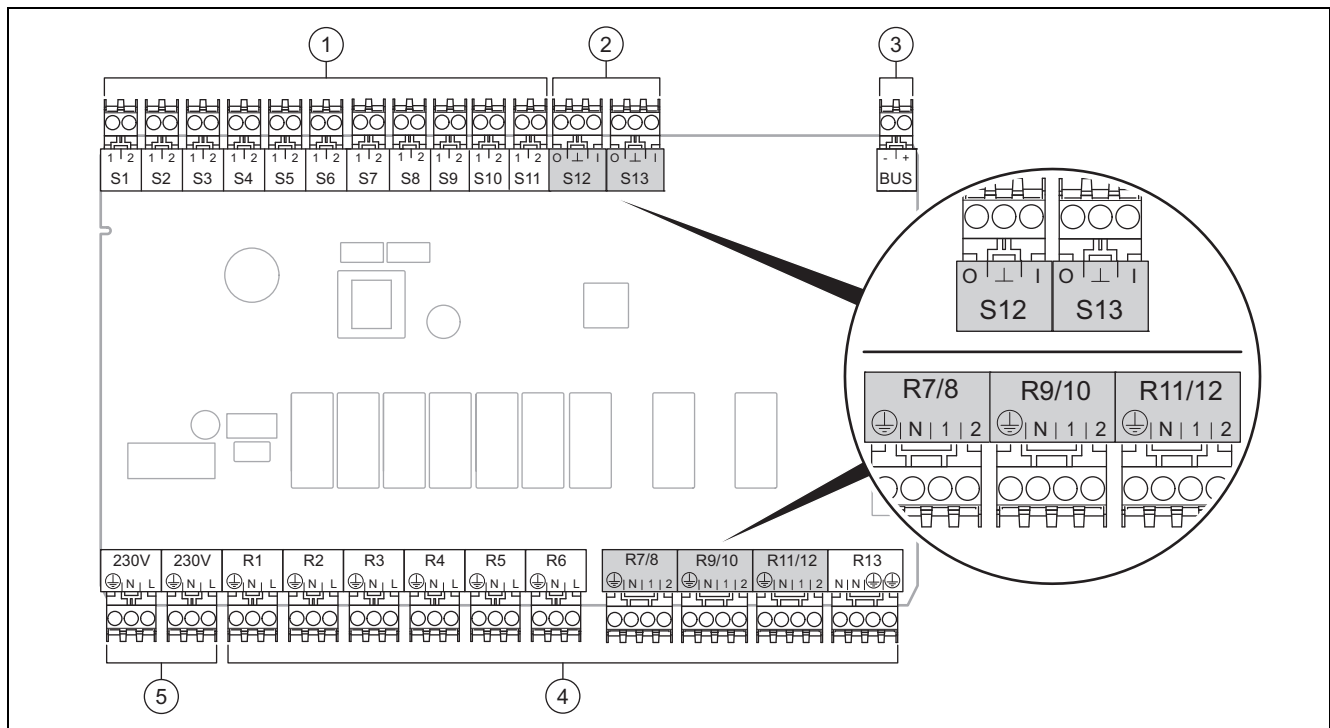 1 2 3
1 2 1 2 1 2 1 2 1 2 1 2 1 2 1 2 1 2 1 2 1 2 O ⊥ I O ⊥ I - +
S1 S2 S3 S4 S5 S6 S7 S8 S9 S10 S11 S12 S13 BUS
O ⊥ I O ⊥ I
S12 S13
R7/8 R9/10 R11/12
⏚ | N | 1 | 2 ⏚ | N | 1 | 2 ⏚ | N | 1 | 2
230V 230V R1 R2 R3 R4 R5 R6 R7/8 R9/10 R11/12 R13
⏚ N L ⏚ N L ⏚ N L ⏚ N L ⏚ N L ⏚ N L ⏚ N L ⏚ N L ⏚ | N | 1 | 2 ⏚ | N | 1 | 2 ⏚ | N | 1 | 2 N | N | ⏚ ⏚
5 4